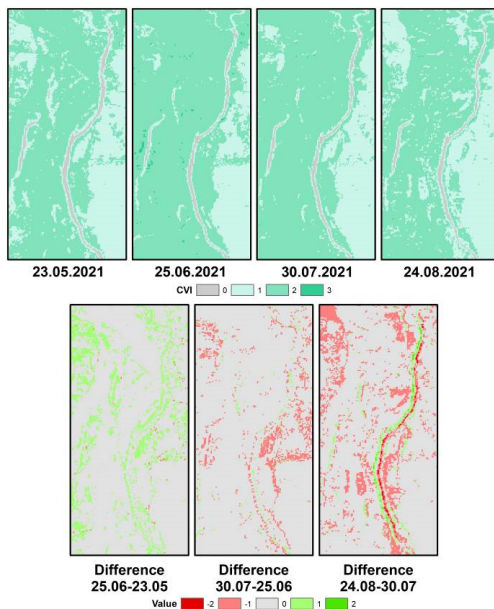 23.05.2021 25.06.2021 30.07.2021 24.08.2021
CVI 0 1 2 3
Difference Difference Difference
25.06-23.05 30.07-25.06 24.08-30.07
Value -2 -1 0 1 2